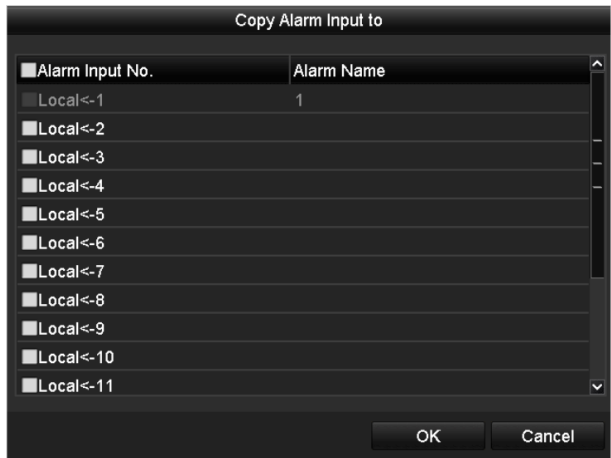 Copy Alarm Input to
Alarm Input No. Alarm Name
Local<-1 1
Local<-2
Local<-3
Local<-4
Local<-5
Local<-6
Local<-7
Local<-8
Local<-9
Local<-10
Local<-11
OK Cancel